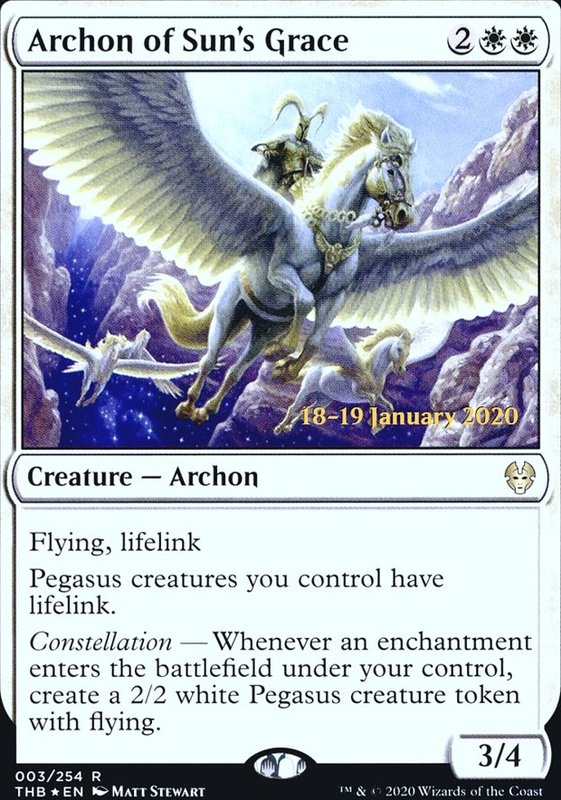 Archon of Sun's Grace 2
18–19 January 2020
Creature — Archon
Flying, lifelink
Pegasus creatures you control have
lifelink.
Constellation — Whenever an enchantment
enters the battlefield under your control,
create a 2/2 white Pegasus creature token
with flying.
3/4
003/254 R
THB ★ EN Matt Stewart
™ & © 2020 Wizards of the Coast